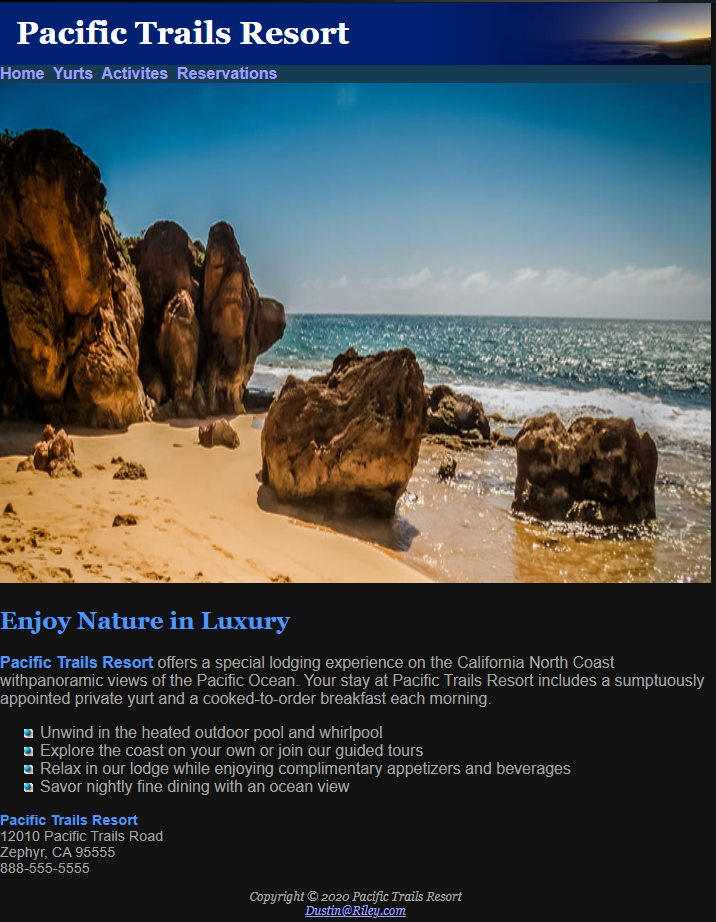 Pacific Trails Resort
Home Yurts Activites Reservations
Enjoy Nature in Luxury
Pacific Trails Resort offers a special lodging experience on the California North Coast
withpanoramic views of the Pacific Ocean. Your stay at Pacific Trails Resort includes a sumptuously
appointed private yurt and a cooked-to-order breakfast each morning.
Unwind in the heated outdoor pool and whirlpool
Explore the coast on your own or join our guided tours
Relax in our lodge while enjoying complimentary appetizers and beverages
Savor nightly fine dining with an ocean view
Pacific Trails Resort
12010 Pacific Trails Road
Zephyr, CA 95555
888-555-5555
Copyright © 2020 Pacific Trails Resort
Dustin@Riley.com